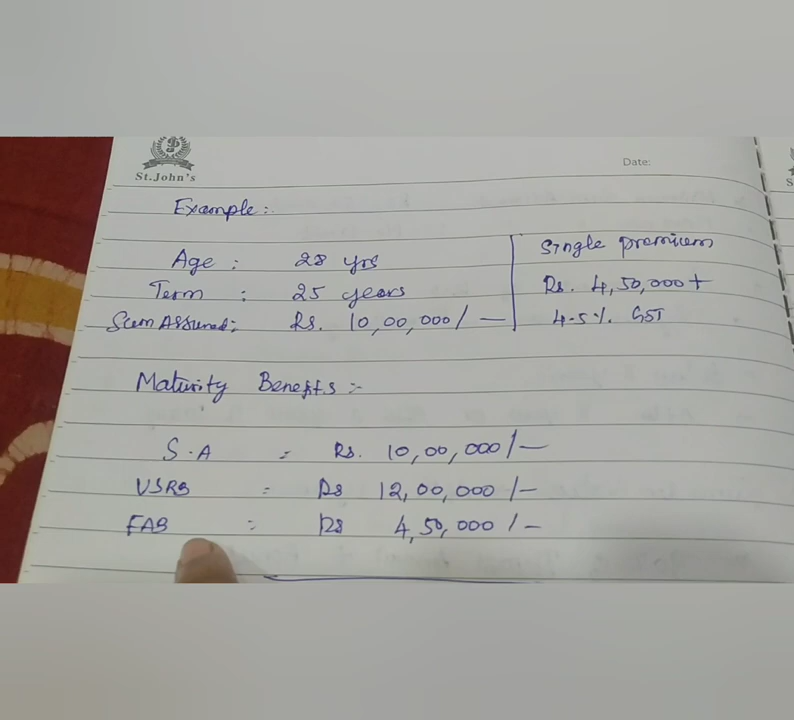 St.John's
Date:
Example:
Age : 28 yrs
Term : 25 years
Sum Assured: Rs. 10,00,000/-
Single premium
Rs. 4,50,000 +
4.5% GST
Maturity Benefits :-
S.A = Rs. 10,00,000/-
VSRB = Rs 12,00,000/-
FAB = Rs 4,50,000/-